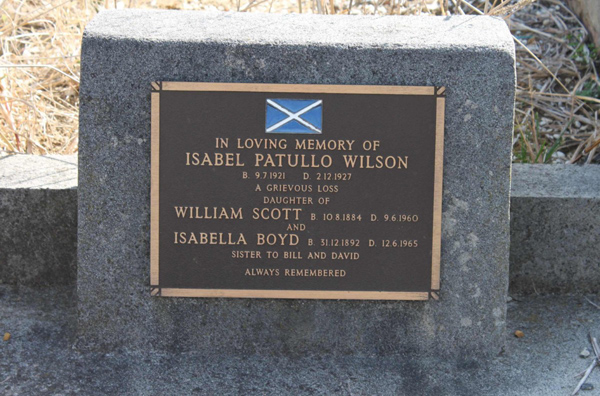 IN LOVING MEMORY OF
ISABEL PATULLO WILSON
B. 9.7.1921 D. 2.12.1927
A GRIEVOUS LOSS
DAUGHTER OF
WILLIAM SCOTT B. 10.8.1884 D. 9.6.1960
AND
ISABELLA BOYD B. 31.12.1892 D. 12.6.1965
SISTER TO BILL AND DAVID
ALWAYS REMEMBERED